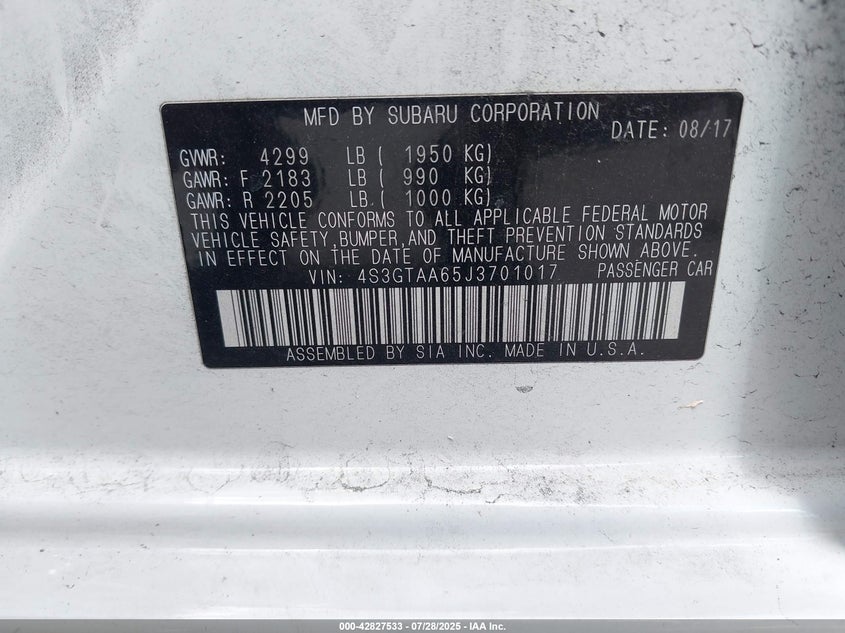 MFD BY SUBARU CORPORATION
DATE: 08/17
GVWR: 4299 LB ( 1950 KG)
GAWR: F 2183 LB ( 990 KG)
GAWR: R 2205 LB ( 1000 KG)
THIS VEHICLE CONFORMS TO ALL APPLICABLE FEDERAL MOTOR
VEHICLE SAFETY,BUMPER,AND THEFT PREVENTION STANDARDS
IN EFFECT ON THE DATE OF MANUFACTURE SHOWN ABOVE.
VIN: 4S3GTAA65J3701017 PASSENGER CAR
ASSEMBLED BY SIA INC. MADE IN U.S.A.
000-42827533 - 07/28/2025 - IAA Inc.